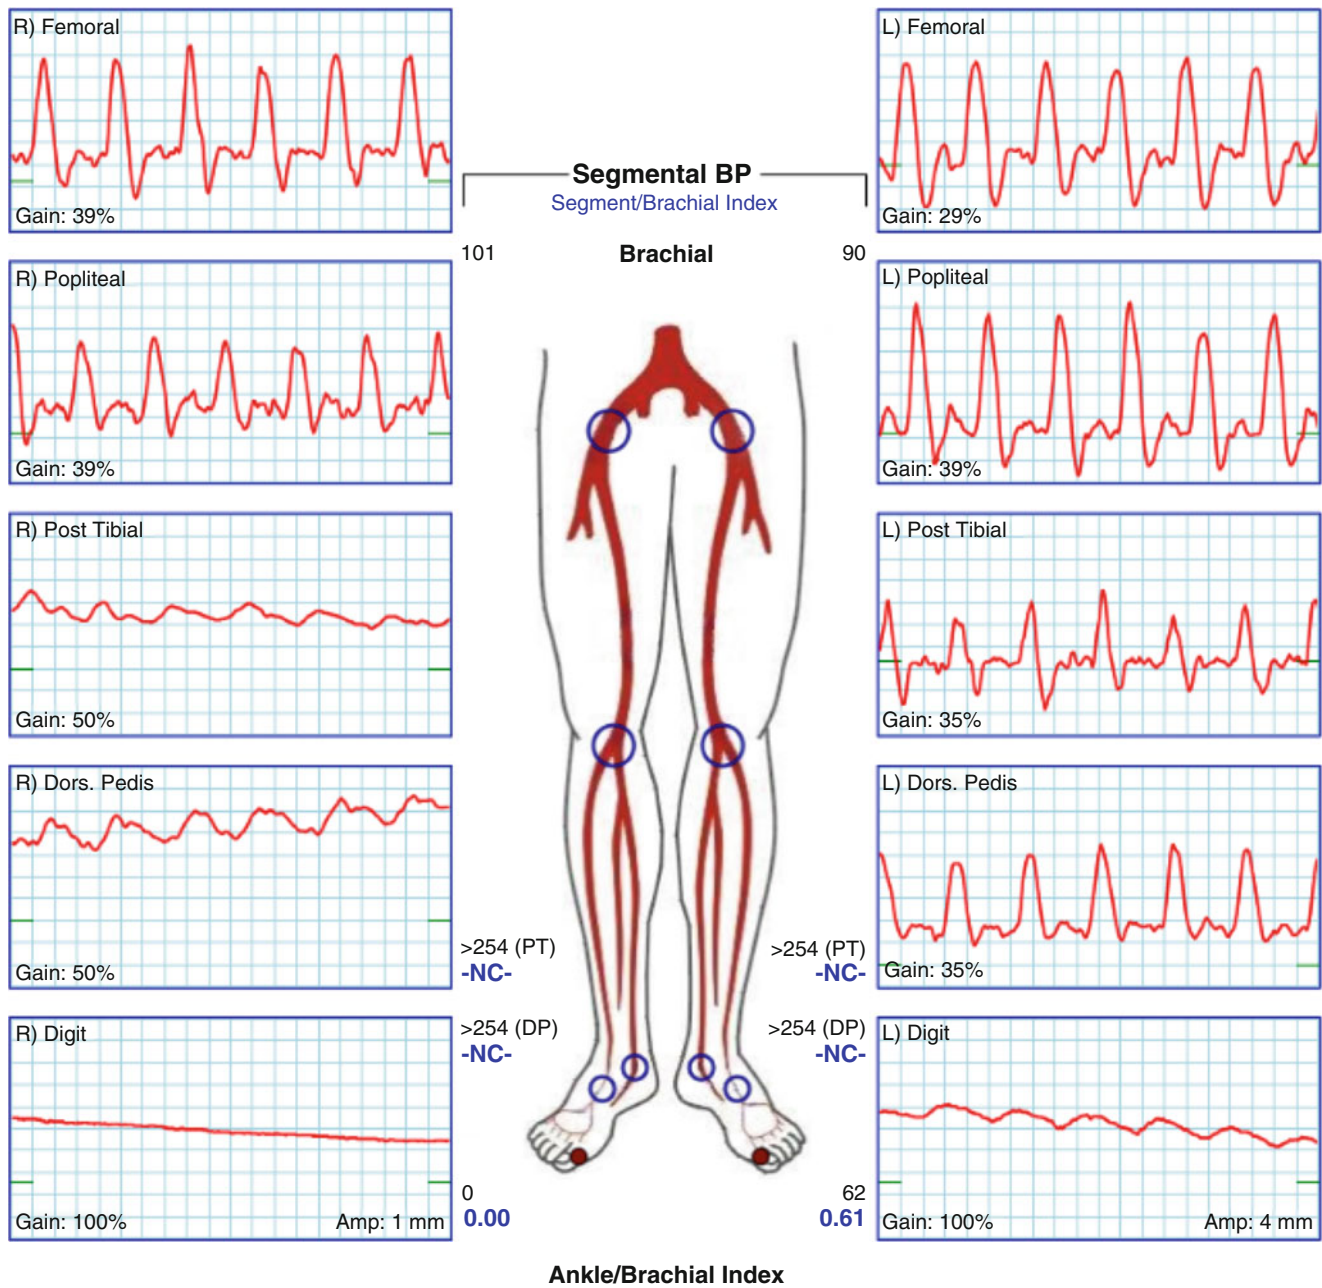 R) Femoral
Gain: 39%
L) Femoral
Gain: 29%
Segmental BP
Segment/Brachial Index
101
Brachial
90
R) Popliteal
Gain: 39%
L) Popliteal
Gain: 39%
R) Post Tibial
Gain: 50%
L) Post Tibial
Gain: 35%
R) Dors. Pedis
Gain: 50%
L) Dors. Pedis
Gain: 35%
>254 (PT)
-NC-
>254 (PT)
-NC-
>254 (DP)
-NC-
>254 (DP)
-NC-
R) Digit
Gain: 100%
Amp: 1 mm
L) Digit
Gain: 100%
Amp: 4 mm
0
0.00
62
0.61
Ankle/Brachial Index